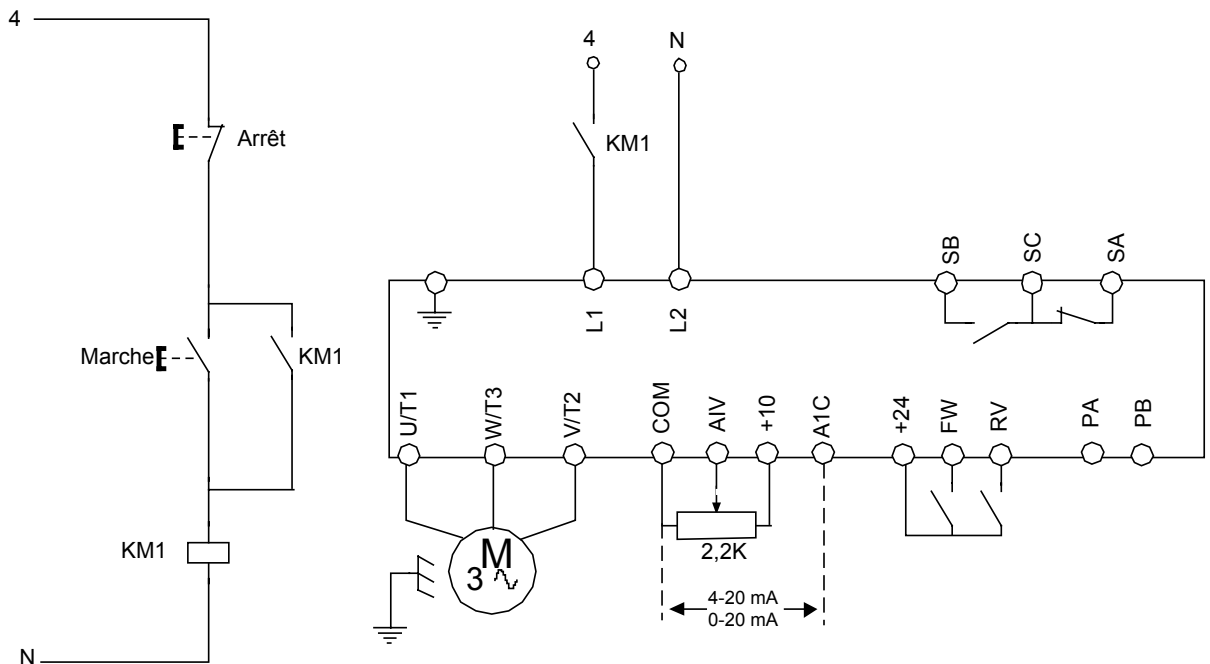 4
Arrêt
Marche
KM1
KM1
N
4
N
KM1
L1
L2
SB
SC
SA
U/T1
W/T3
V/T2
COM
AIV
+10
A1C
+24
FW
RV
PA
PB
M
3
2,2K
4-20 mA
0-20 mA